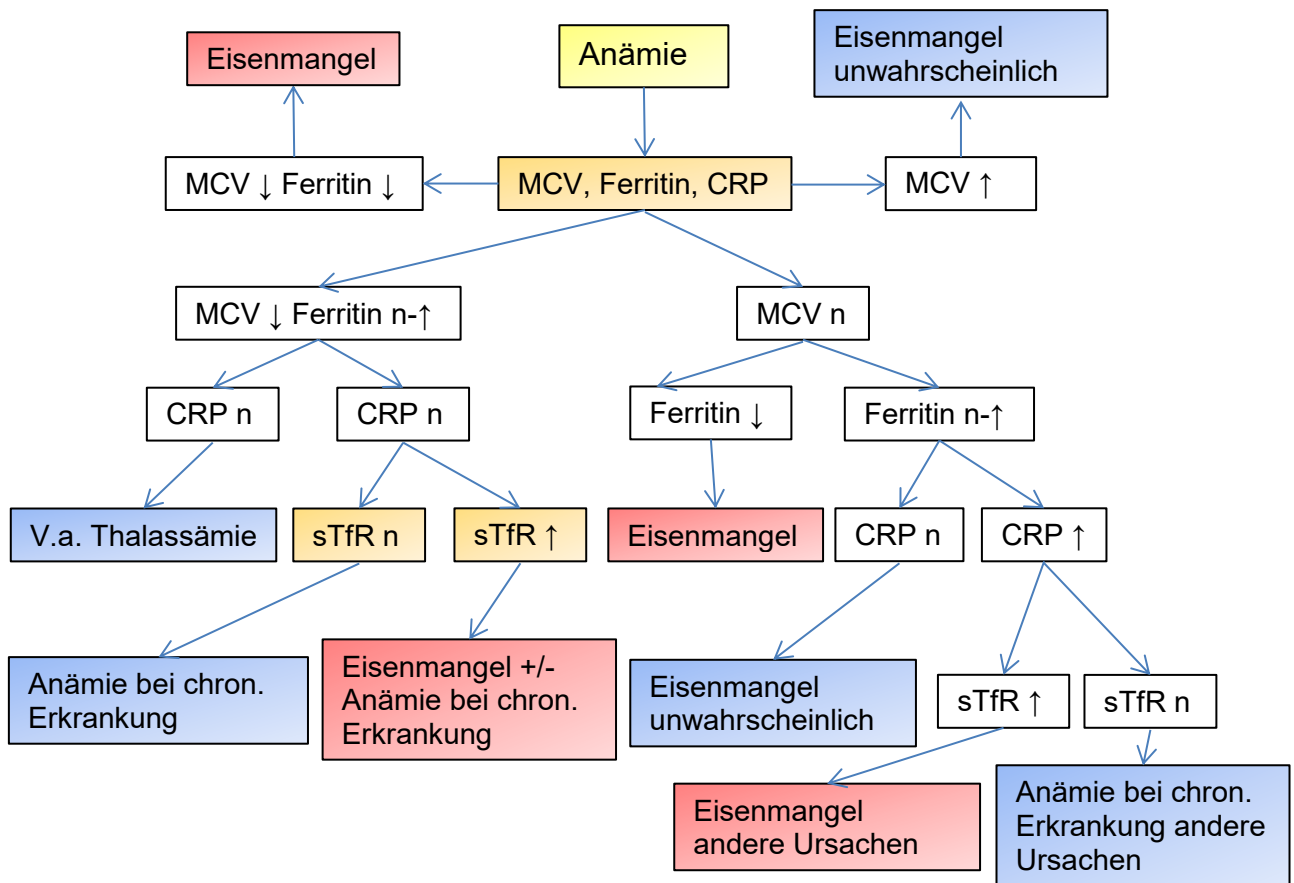 Eisenmangel
Anämie
Eisenmangel
unwahrscheinlich
MCV ↓ Ferritin ↓
MCV, Ferritin, CRP
MCV ↑
MCV ↓ Ferritin n-↑
MCV n
CRP n
CRP n
Ferritin ↓
Ferritin n-↑
V.a. Thalassämie
sTfR n
sTfR ↑
Eisenmangel
CRP n
CRP ↑
Anämie bei chron.
Erkrankung
Eisenmangel +/-
Anämie bei chron.
Erkrankung
Eisenmangel
unwahrscheinlich
sTfR ↑
sTfR n
Eisenmangel
andere Ursachen
Anämie bei chron.
Erkrankung andere
Ursachen